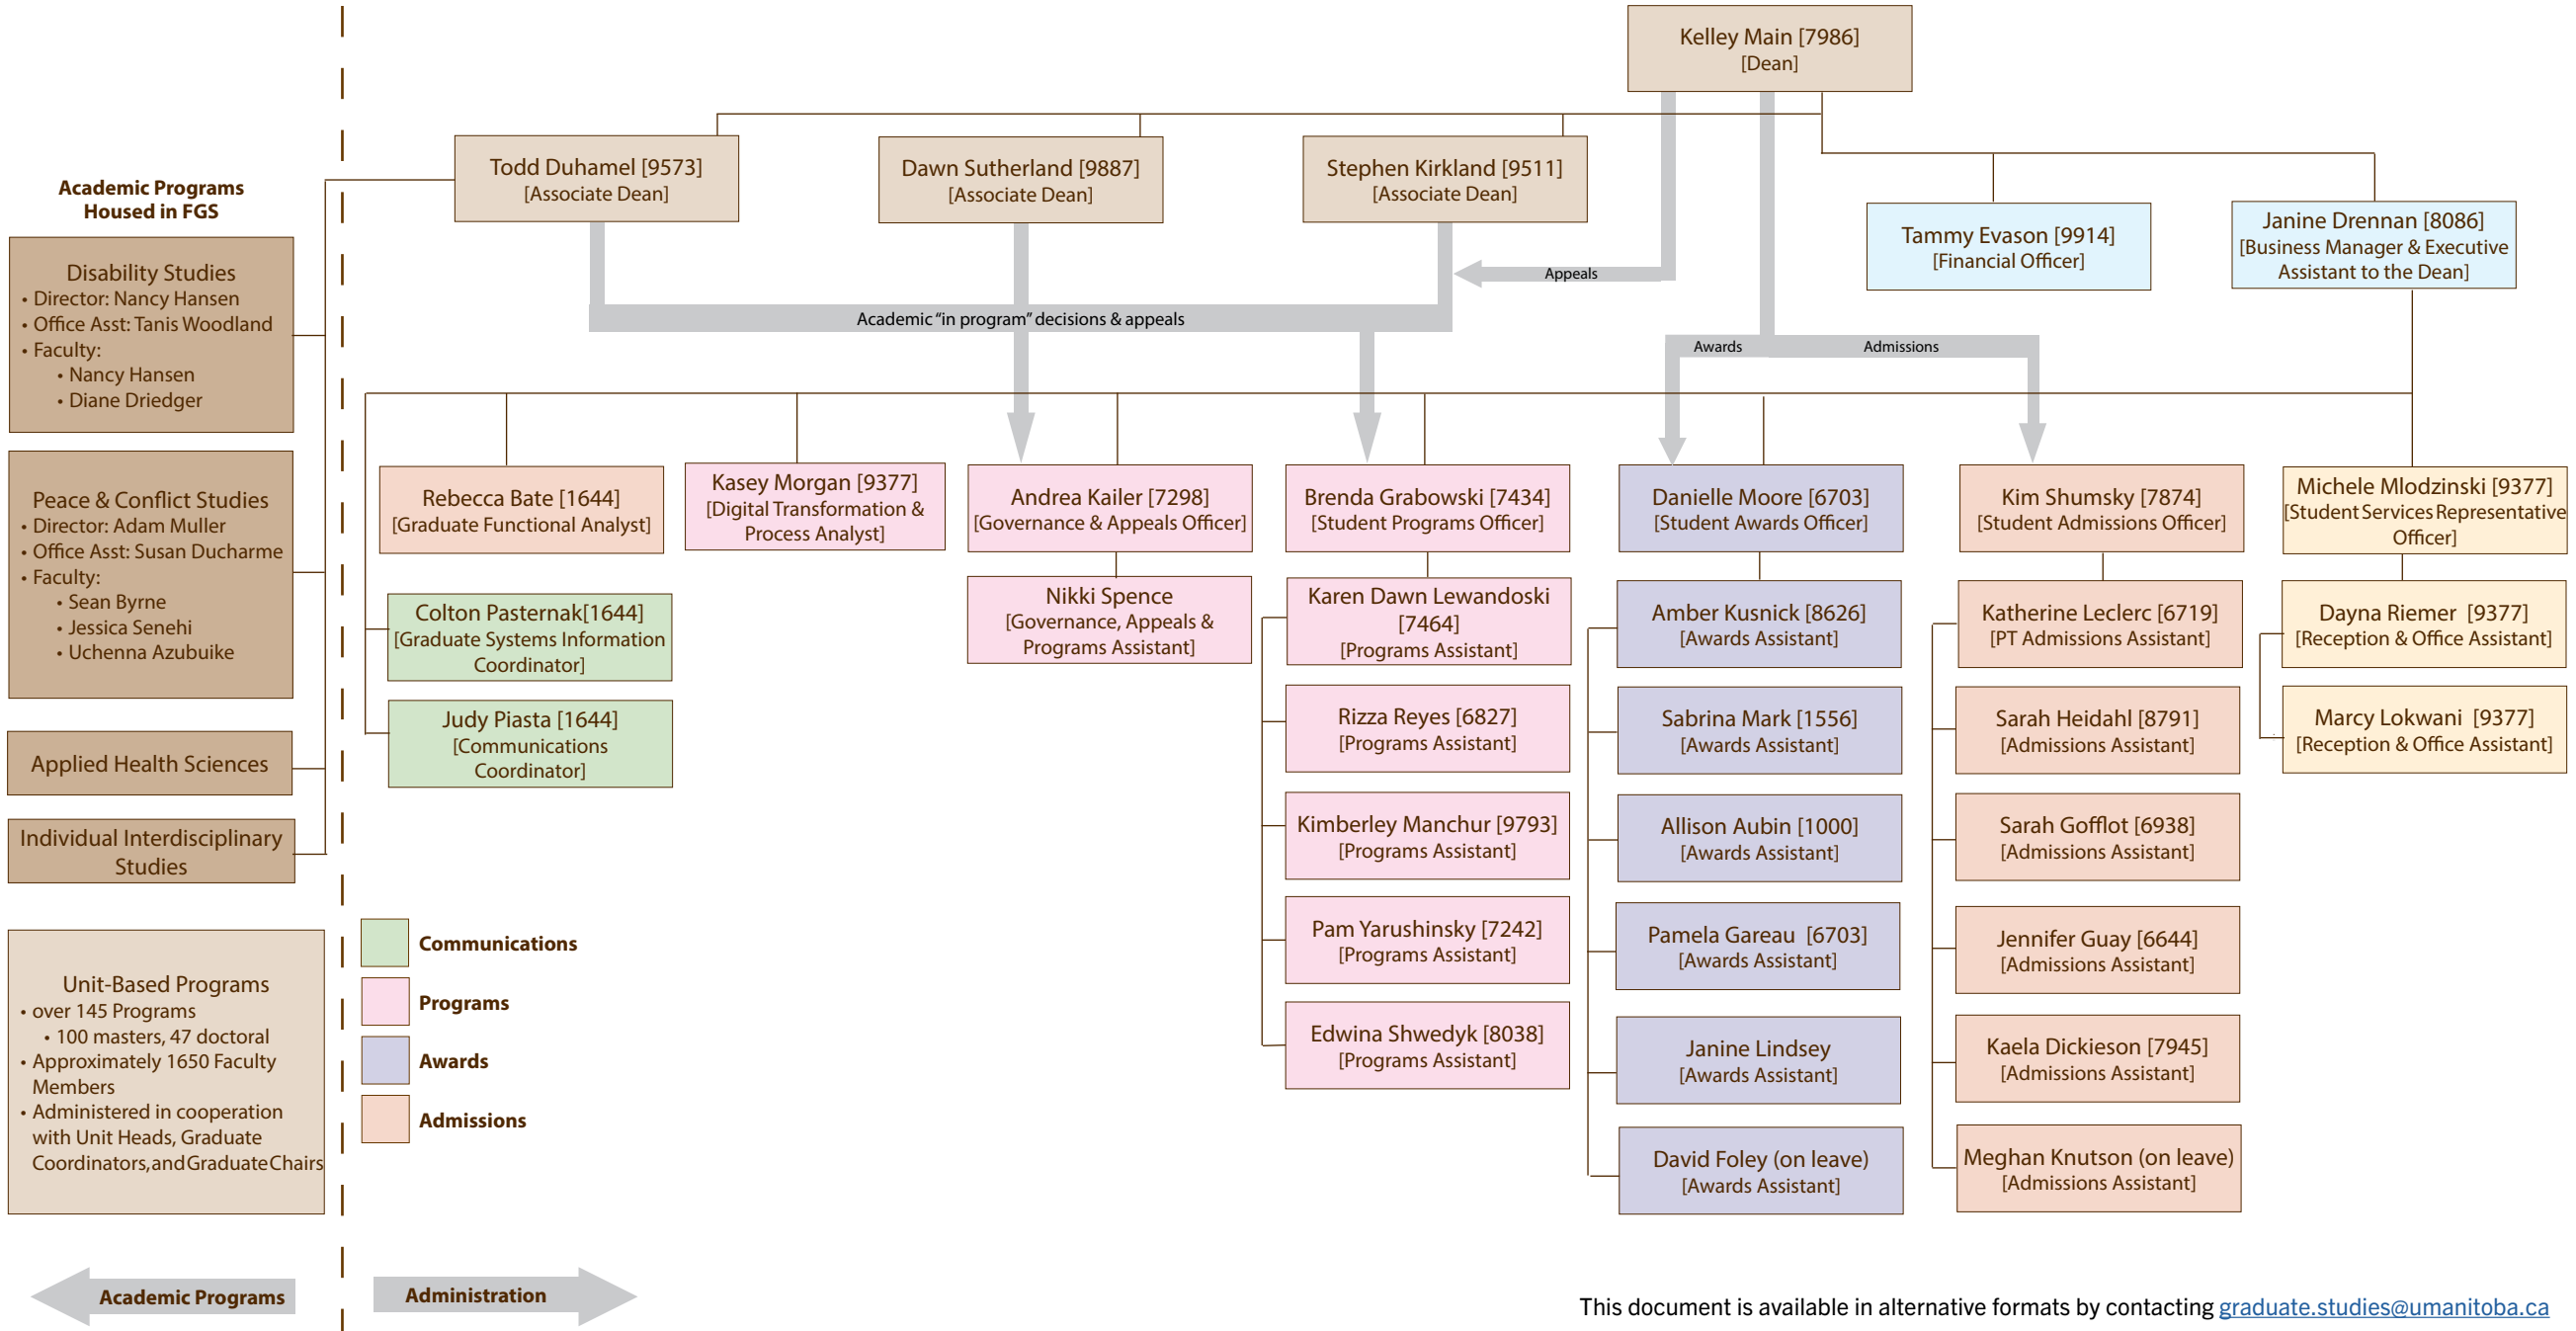 Kelley Main [7986]
[Dean]
Todd Duhamel [9573]
[Associate Dean]
Dawn Sutherland [9887]
[Associate Dean]
Stephen Kirkland [9511]
[Associate Dean]
Tammy Evason [9914]
[Financial Officer]
Janine Drennan [8086]
[Business Manager & Executive
Assistant to the Dean]
Appeals
Academic "in program" decisions & appeals
Awards
Admissions
Academic Programs
Housed in FGS
Disability Studies
• Director: Nancy Hansen
• Office Asst: Tanis Woodland
• Faculty:
• Nancy Hansen
• Diane Driedger
Peace & Conflict Studies
• Director: Adam Muller
• Office Asst: Susan Ducharme
• Faculty:
• Sean Byrne
• Jessica Senehi
• Uchenna Azubuike
Applied Health Sciences
Individual Interdisciplinary
Studies
Unit-Based Programs
• over 145 Programs
• 100 masters, 47 doctoral
• Approximately 1650 Faculty
Members
• Administered in cooperation
with Unit Heads, Graduate
Coordinators, and Graduate Chairs
Rebecca Bate [1644]
[Graduate Functional Analyst]
Colton Pasternak[1644]
[Graduate Systems Information
Coordinator]
Judy Piasta [1644]
[Communications
Coordinator]
Kasey Morgan [9377]
[Digital Transformation &
Process Analyst]
Andrea Kailer [7298]
[Governance & Appeals Officer]
Nikki Spence
[Governance, Appeals &
Programs Assistant]
Brenda Grabowski [7434]
[Student Programs Officer]
Karen Dawn Lewandoski
[7464]
[Programs Assistant]
Rizza Reyes [6827]
[Programs Assistant]
Kimberley Manchur [9793]
[Programs Assistant]
Pam Yarushinsky [7242]
[Programs Assistant]
Edwina Shwedyk [8038]
[Programs Assistant]
Danielle Moore [6703]
[Student Awards Officer]
Amber Kusnick [8626]
[Awards Assistant]
Sabrina Mark [1556]
[Awards Assistant]
Allison Aubin [1000]
[Awards Assistant]
Pamela Gareau [6703]
[Awards Assistant]
Janine Lindsey
[Awards Assistant]
David Foley (on leave)
[Awards Assistant]
Kim Shumsky [7874]
[Student Admissions Officer]
Katherine Leclerc [6719]
[PT Admissions Assistant]
Sarah Heidahl [8791]
[Admissions Assistant]
Sarah Gofflot [6938]
[Admissions Assistant]
Jennifer Guay [6644]
[Admissions Assistant]
Kaela Dickieson [7945]
[Admissions Assistant]
Meghan Knutson (on leave)
[Admissions Assistant]
Michele Mlodzinski [9377]
[Student Services Representative
Officer]
Dayna Riemer [9377]
[Reception & Office Assistant]
Marcy Lokwani [9377]
[Reception & Office Assistant]
Communications
Programs
Awards
Admissions
Academic Programs
Administration
This document is available in alternative formats by contacting graduate.studies@umanitoba.ca